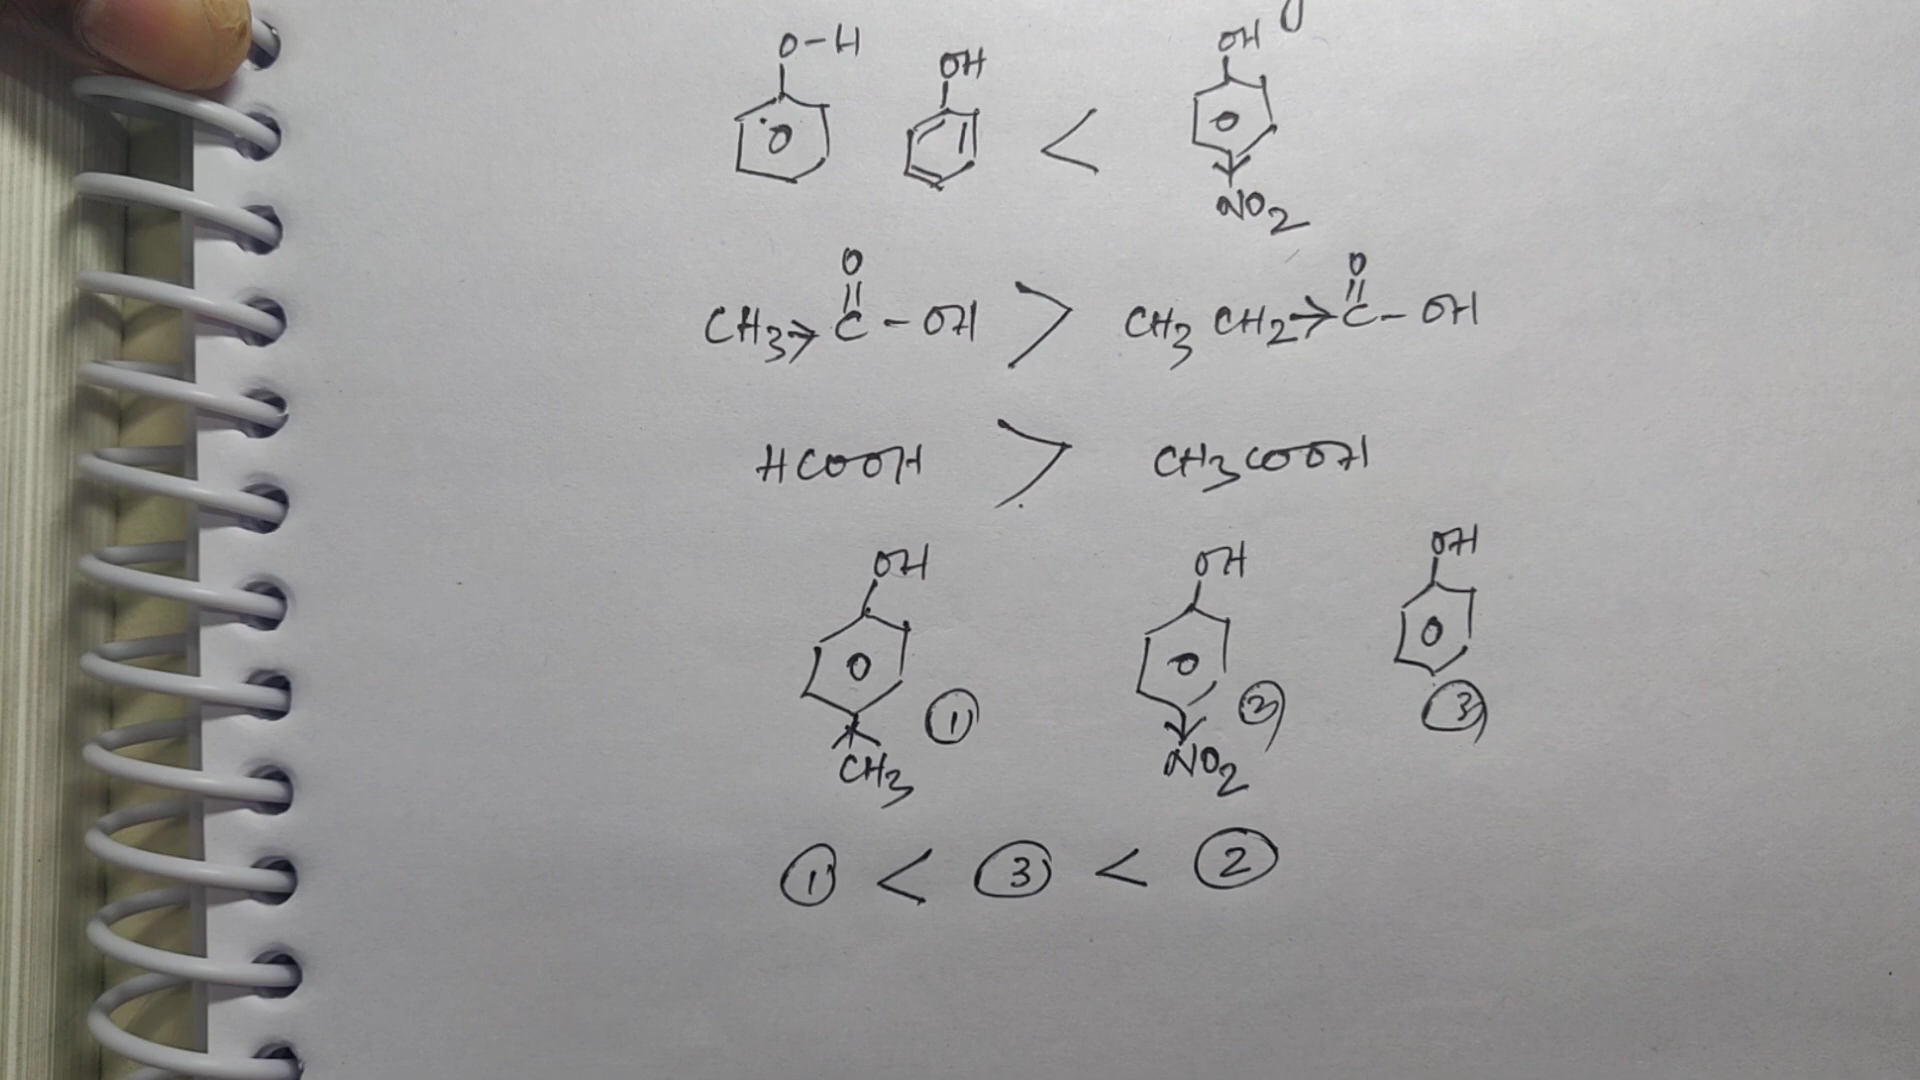 O-H OH < OH
O O
NO2
O O
CH3 C - OH > CH3 CH2 C - OH
HCOOH > CH3COOH
OH OH OH
O O O
1 2 3
CH3 NO2
1 < 3 < 2